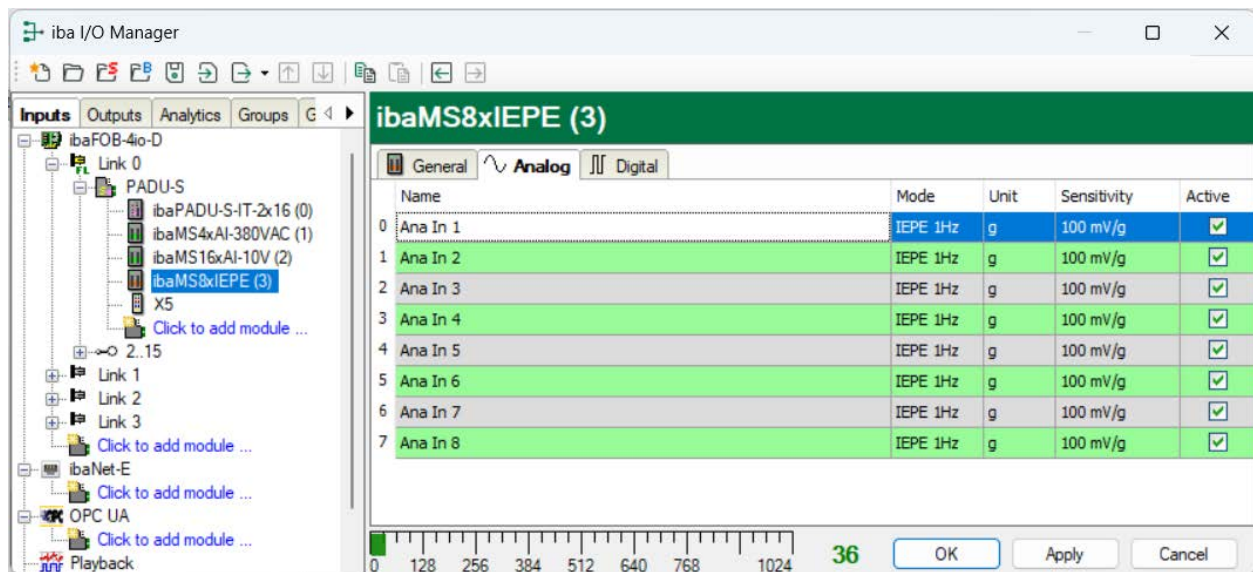 iba I/O Manager
Inputs Outputs Analytics Groups G
ibaFOB-4io-D
Link 0
PADU-S
ibaPADU-S-IT-2x16 (0)
ibaMS4xAI-380VAC (1)
ibaMS16xAI-10V (2)
ibaMS8xIEPE (3)
X5
Click to add module ...
2..15
Link 1
Link 2
Link 3
Click to add module ...
ibaNet-E
Click to add module ...
OPC UA
Click to add module ...
Playback
ibaMS8xIEPE (3)
General Analog Digital
Name Mode Unit Sensitivity Active
0 Ana In 1 IEPE 1Hz g 100 mV/g
1 Ana In 2 IEPE 1Hz g 100 mV/g
2 Ana In 3 IEPE 1Hz g 100 mV/g
3 Ana In 4 IEPE 1Hz g 100 mV/g
4 Ana In 5 IEPE 1Hz g 100 mV/g
5 Ana In 6 IEPE 1Hz g 100 mV/g
6 Ana In 7 IEPE 1Hz g 100 mV/g
7 Ana In 8 IEPE 1Hz g 100 mV/g
0 128 256 384 512 640 768 1024
36 OK Apply Cancel